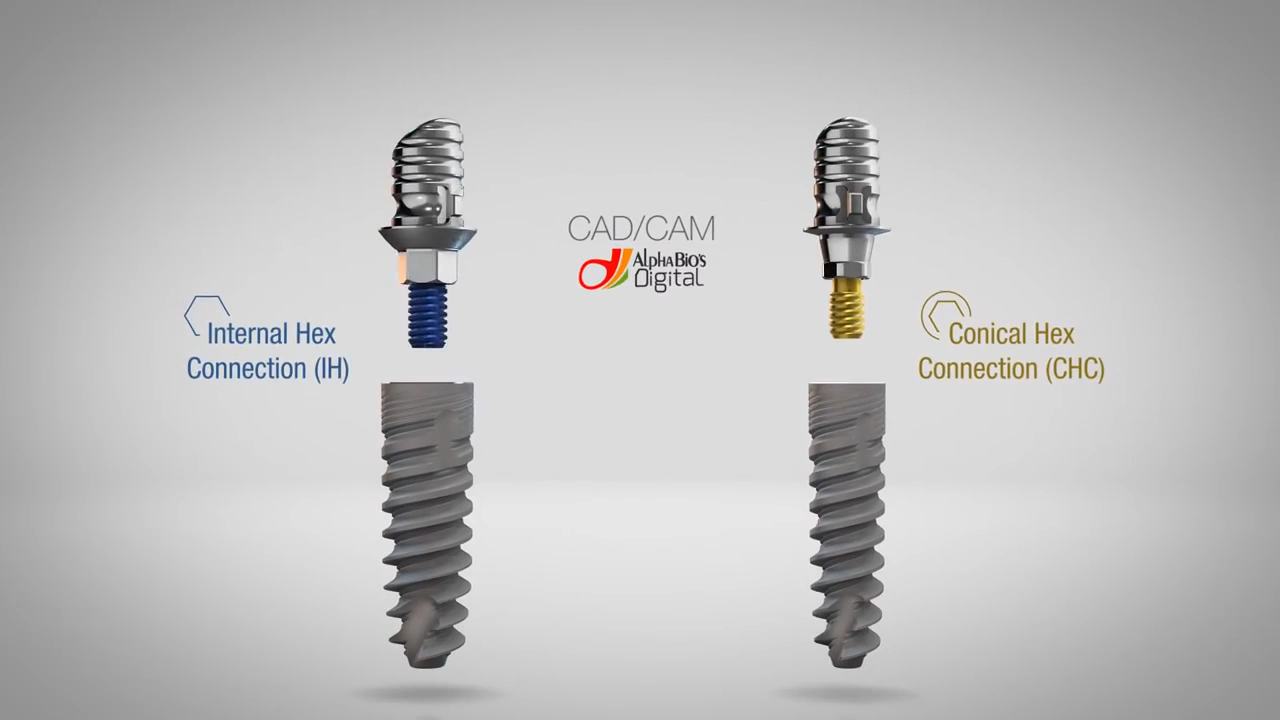 CAD/CAM
AlphaBio's
Digital
Internal Hex
Connection (IH)
Conical Hex
Connection (CHC)